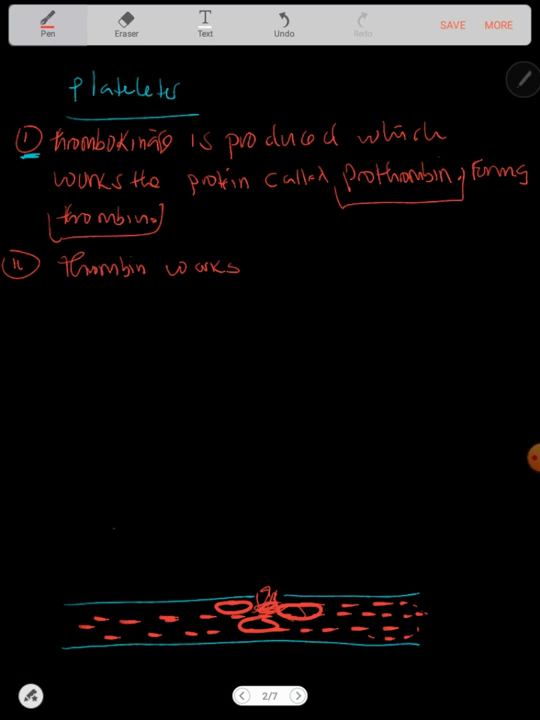 Pen
Eraser
Text
Undo
Redo
SAVE
MORE
Platelets
I thrombokinase is produced which
works the protein called prothrombin, forming
thrombin.
II Thrombin works
2/7